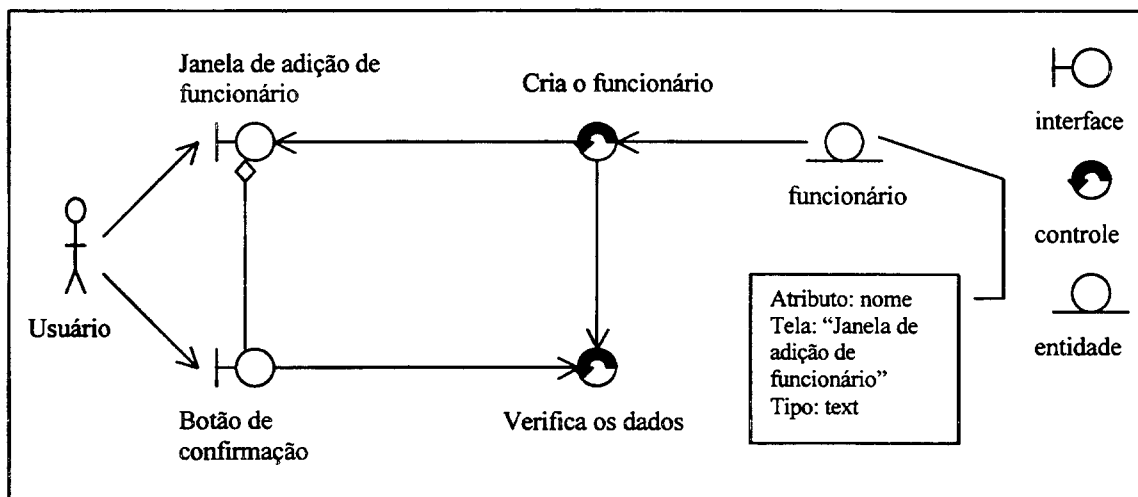 Janela de adição de
funcionário
Cria o funcionário
interface
funcionário
controle
Usuário
Atributo: nome
Tela: “Janela de
adição de
funcionário”
Tipo: text
entidade
Botão de
confirmação
Verifica os dados